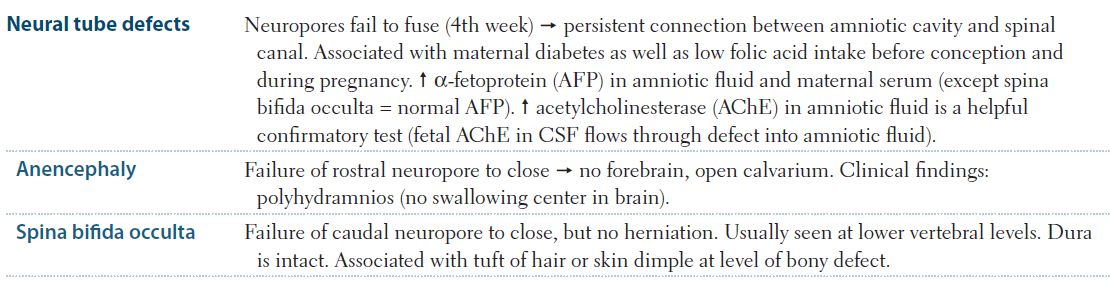 Neural tube defects Neuropores fail to fuse (4th week) → persistent connection between amniotic cavity and spinal
canal. Associated with maternal diabetes as well as low folic acid intake before conception and
during pregnancy. ↑ α-fetoprotein (AFP) in amniotic fluid and maternal serum (except spina
bifida occulta = normal AFP). ↑ acetylcholinesterase (AChE) in amniotic fluid is a helpful
confirmatory test (fetal AChE in CSF flows through defect into amniotic fluid).
Anencephaly Failure of rostral neuropore to close → no forebrain, open calvarium. Clinical findings:
polyhydramnios (no swallowing center in brain).
Spina bifida occulta Failure of caudal neuropore to close, but no herniation. Usually seen at lower vertebral levels. Dura
is intact. Associated with tuft of hair or skin dimple at level of bony defect.